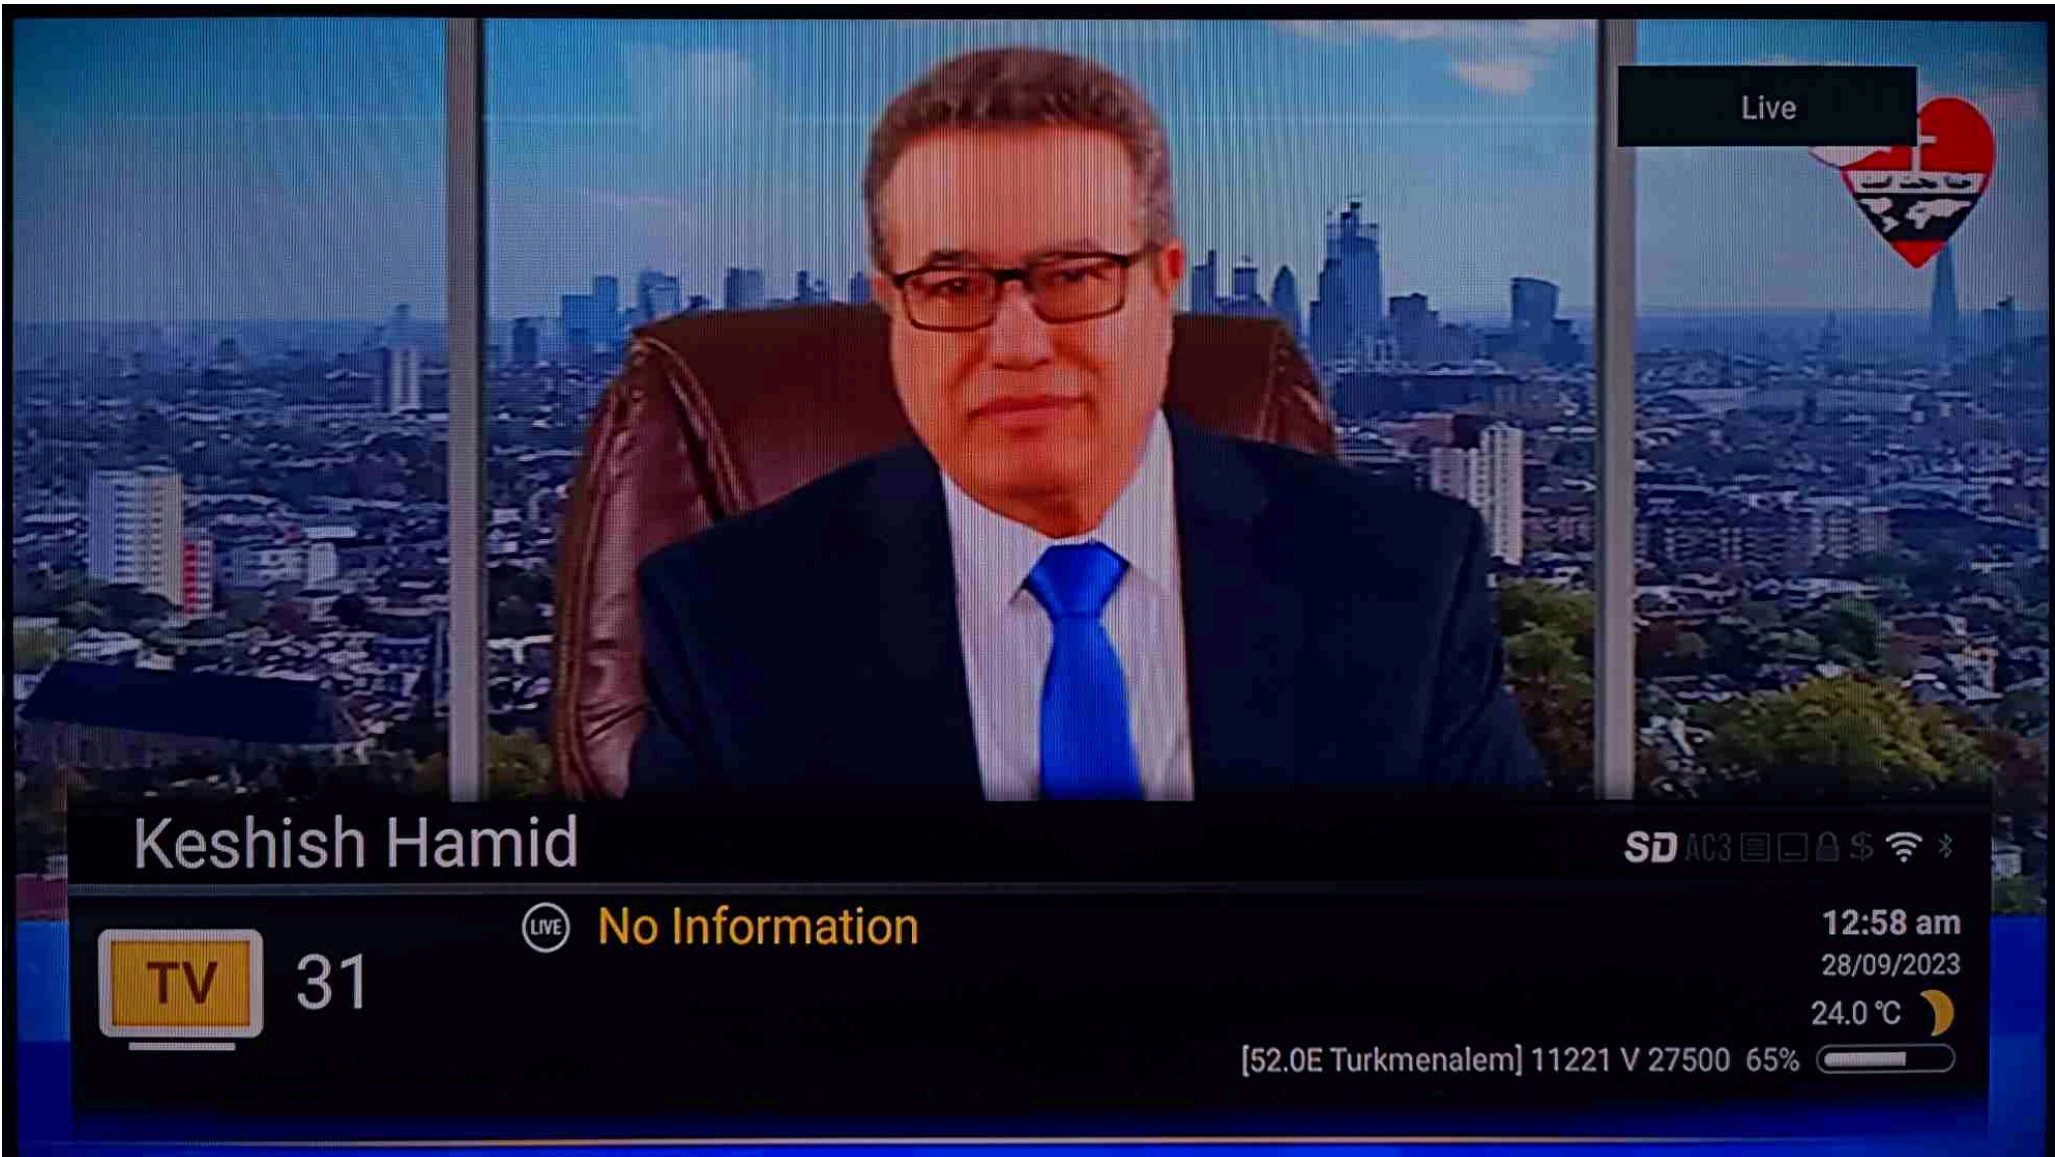 Live
Keshish Hamid
SD AC3 $
TV 31
LIVE No Information
12:58 am
28/09/2023
24.0 °C
[52.0E Turkmenalem] 11221 V 27500 65%